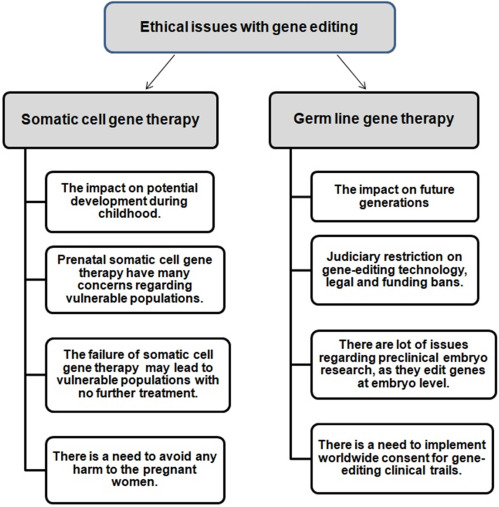 Ethical issues with gene editing
Somatic cell gene therapy
The impact on potential
development during
childhood.
Prenatal somatic cell gene
therapy have many
concerns regarding
vulnerable populations.
The failure of somatic cell
gene therapy may lead to
vulnerable populations with
no further treatment.
There is a need to avoid any
harm to the pregnant
women.
Germ line gene therapy
The impact on future
generations
Judiciary restriction on
gene-editing technology,
legal and funding bans.
There are lot of issues
regarding preclinical embryo
research, as they edit genes
at embryo level.
There is a need to implement
worldwide consent for gene-
editing clinical trails.